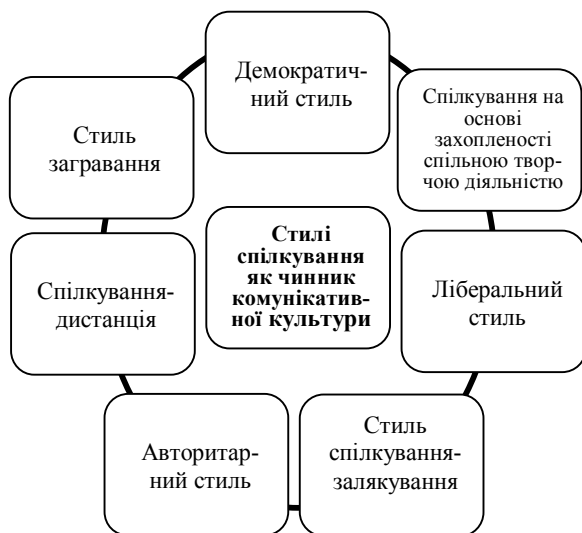 Демократич-
ний стиль
Спілкування на
основі
захопленості
спільною твор-
чою діяльністю
Стиль
загравання
Стилі
спілкування
як чинник
комунікатив-
ної культури
Спілкування-
дистанція
Ліберальний
стиль
Авторитар-
ний стиль
Стиль
спілкування-
залякування